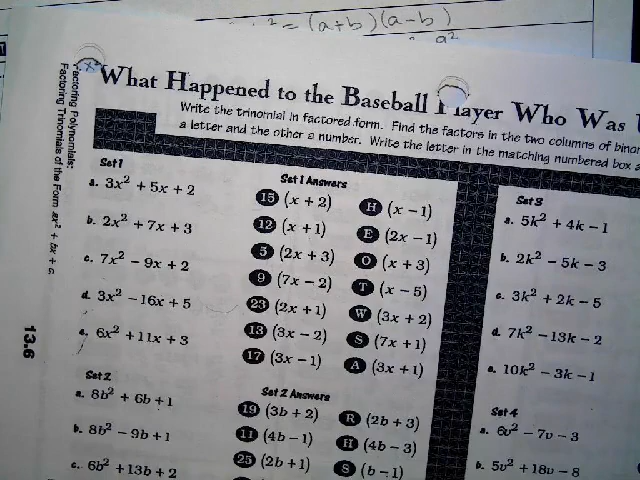 ² = (a+b)(a-b)
a²
What Happened to the Baseball Player Who Was
Write the trinomial in factored form. Find the factors in the two columns of
a letter and the other a number. Write the letter in the matching numbered box
Factoring Polynomials:
Factoring Trinomials of the Form ax² + bx + c
13.6
Set 1
a. 3x² + 5x + 2
b. 2x² + 7x + 3
c. 7x² - 9x + 2
d. 3x² - 16x + 5
e. 6x² + 11x + 3
Set 1 Answers
15 (x + 2) H (x - 1)
12 (x + 1) E (2x - 1)
5 (2x + 3) O (x + 3)
9 (7x - 2) T (x - 5)
23 (2x + 1) W (3x + 2)
13 (3x - 2) S (7x + 1)
17 (3x - 1) A (3x + 1)
Set 2
a. 8b² + 6b + 1
b. 8b² - 9b + 1
c. 6b² + 13b + 2
Set 2 Answers
19 (3b + 2) R (2b + 3)
11 (4b - 1) H (4b - 3)
25 (2b + 1) S (b - 1)
Set 3
a. 5k² + 4k - 1
b. 2k² - 5k - 3
c. 3k² + 2k - 5
d. 7k² - 13k - 2
e. 10k² - 3k - 1
Set 4
a. 6v² - 7v - 3
b. 5v² + 18v - 8